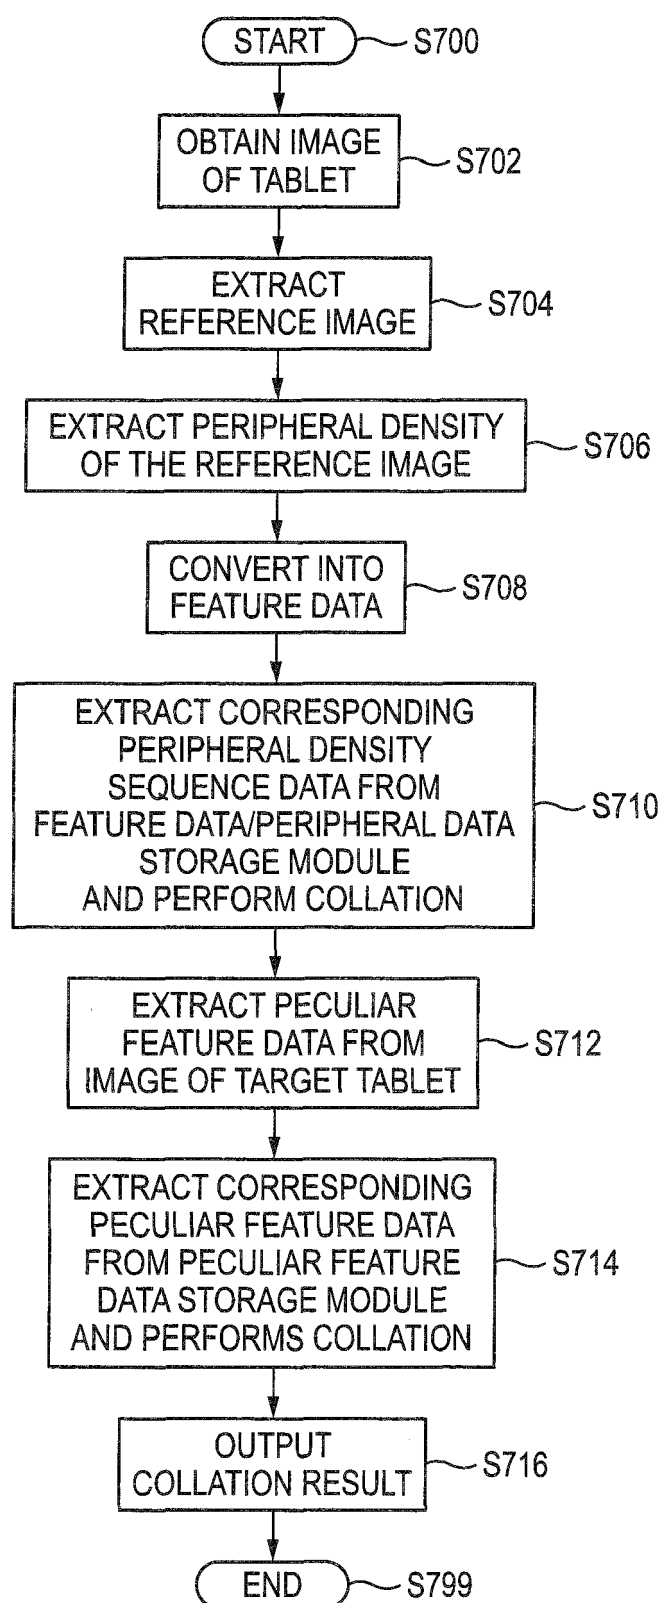 START
S700
OBTAIN IMAGE
OF TABLET
S702
EXTRACT
REFERENCE IMAGE
S704
EXTRACT PERIPHERAL DENSITY
OF THE REFERENCE IMAGE
S706
CONVERT INTO
FEATURE DATA
S708
EXTRACT CORRESPONDING
PERIPHERAL DENSITY
SEQUENCE DATA FROM
FEATURE DATA/PERIPHERAL DATA
STORAGE MODULE
AND PERFORM COLLATION
S710
EXTRACT PECULIAR
FEATURE DATA FROM
IMAGE OF TARGET TABLET
S712
EXTRACT CORRESPONDING
PECULIAR FEATURE DATA
FROM PECULIAR FEATURE
DATA STORAGE MODULE
AND PERFORMS COLLATION
S714
OUTPUT
COLLATION RESULT
S716
END
S799